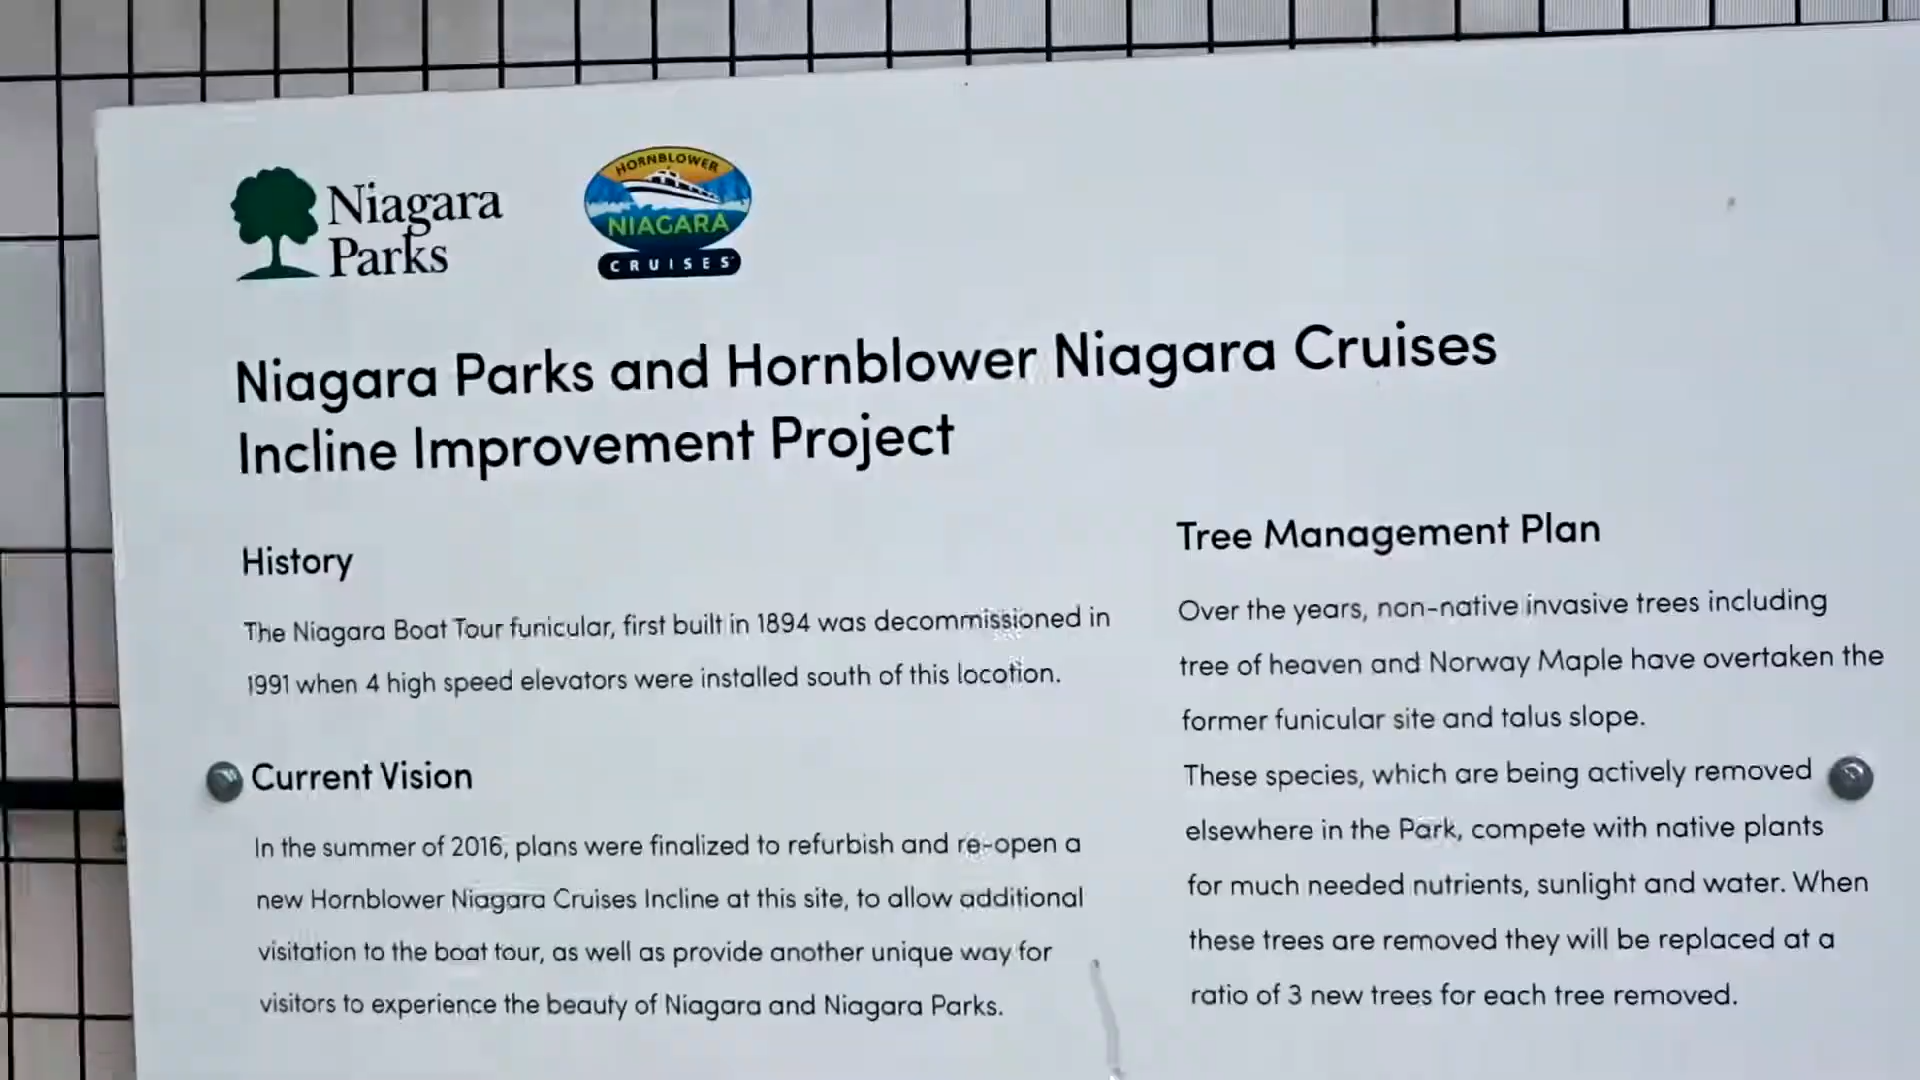 Niagara
Parks
HORNBLOWER
NIAGARA
CRUISES
Niagara Parks and Hornblower Niagara Cruises
Incline Improvement Project
History
The Niagara Boat Tour funicular, first built in 1894 was decommissioned in
1991 when 4 high speed elevators were installed south of this location.
Current Vision
In the summer of 2016, plans were finalized to refurbish and re-open a
new Hornblower Niagara Cruises Incline at this site, to allow additional
visitation to the boat tour, as well as provide another unique way for
visitors to experience the beauty of Niagara and Niagara Parks.
Tree Management Plan
Over the years, non-native invasive trees including
tree of heaven and Norway Maple have overtaken the
former funicular site and talus slope.
These species, which are being actively removed
elsewhere in the Park, compete with native plants
for much needed nutrients, sunlight and water. When
these trees are removed they will be replaced at a
ratio of 3 new trees for each tree removed.